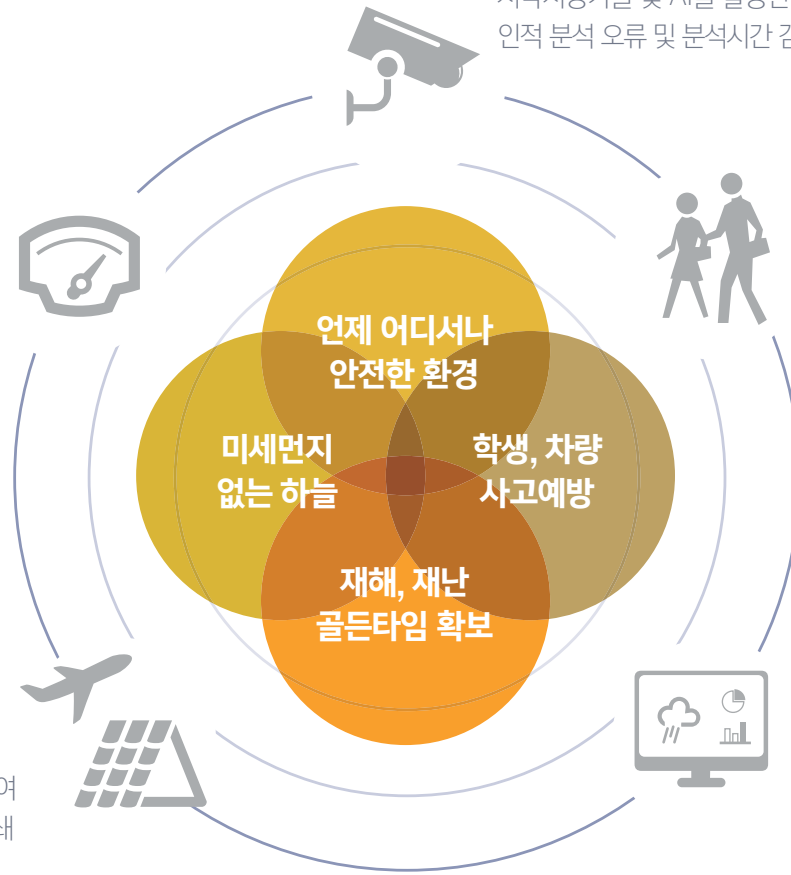 인적 분석 오류 및 분석시간
언제 어디서나
안전한 환경
미세먼지
없는 하늘
학생, 차량
사고예방
재해, 재난
골든타임 확보